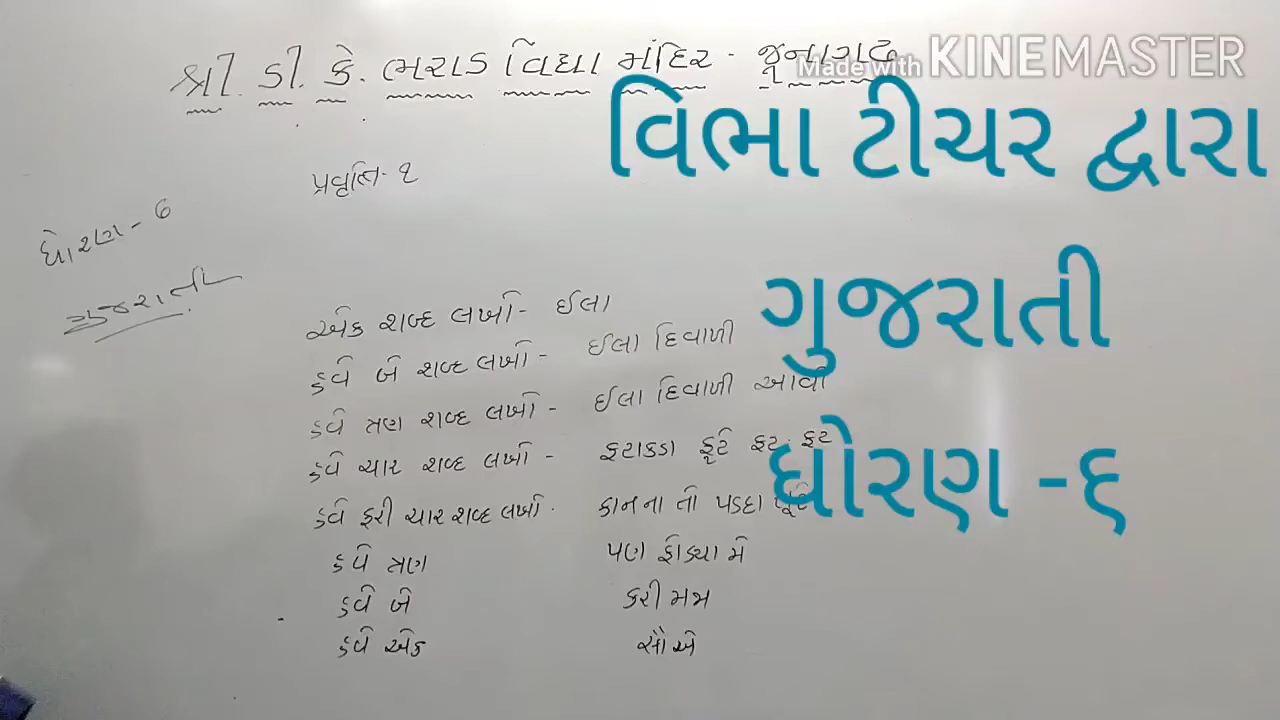 શ્રી ડી. કે. ભરાડ વિદ્યા મંદિર - જૂનાગઢ
Made with KINEMASTER
વિભા ટીચર દ્વારા
પ્રવૃત્તિ - ૧
ધોરણ - ૬
ગુજરાતી
ગુજરાતી
ધોરણ -૬
એક શબ્દ લખો - ઈલા
હવે બે શબ્દ લખો - ઈલા દિવાળી
હવે ત્રણ શબ્દ લખો - ઈલા દિવાળી આવી
હવે ચાર શબ્દ લખો - ફટાકડા ફૂટે ફટ ફટ
હવે ફરી ચાર શબ્દ લખો. કાનના તો પડદા
હવે ત્રણ પણ ફોડ્યા મે
હવે બે કરી મજા
હવે એક સૌએ